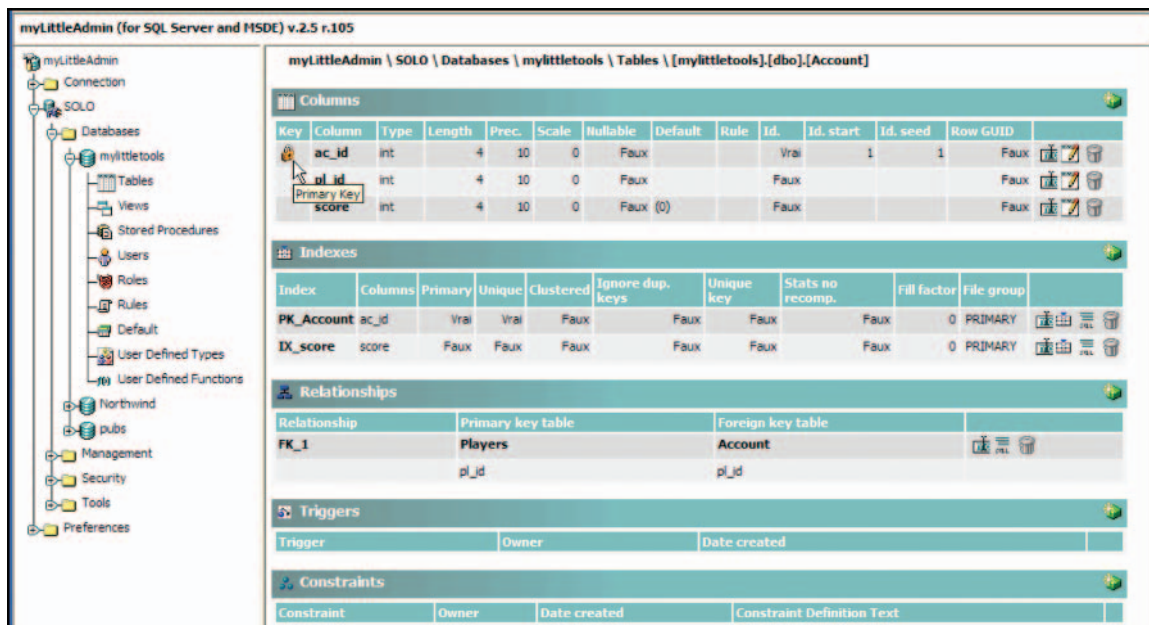 myLittleAdmin (for SQL Server and MSDE) v.2.5 r.105
myLittleAdmin
Connection
SOLO
Databases
mylittletools
Tables
Views
Stored Procedures
Users
Roles
Rules
Default
User Defined Types
User Defined Functions
Northwind
pubs
Management
Security
Tools
Preferences
myLittleAdmin \ SOLO \ Databases \ mylittletools \ Tables \ [mylittletools].[dbo].[Account]
Columns
Key Column Type Length Prec. Scale Nullable Default Rule Id. Id. start Id. seed Row GUID
ac_id int 4 10 0 Faux Vrai 1 1 Faux
pl_id int 4 10 0 Faux Faux Faux
Primary Key
score int 4 10 0 Faux (0) Faux Faux
Indexes
Index Columns Primary Unique Clustered Ignore dup. keys Unique key Stats no recomp. Fill factor File group
PK_Account ac_id Vrai Vrai Faux Faux Faux Faux 0 PRIMARY
IX_score score Faux Faux Faux Faux Faux Faux 0 PRIMARY
Relationships
Relationship Primary key table Foreign key table
FK_1 Players Account
pl_id pl_id
Triggers
Trigger Owner Date created
Constraints
Constraint Owner Date created Constraint Definition Text